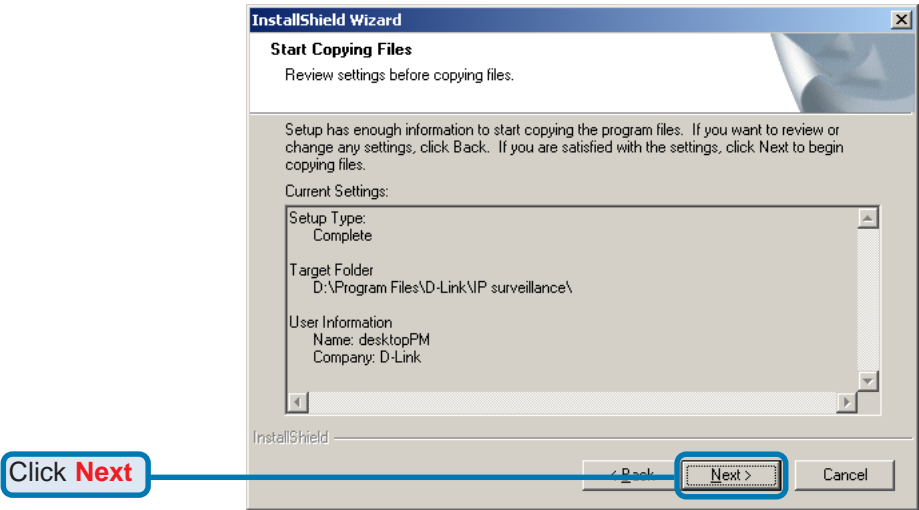 InstallShield Wizard
Start Copying Files
Review settings before copying files.
Setup has enough information to start copying the program files.  If you want to review or
change any settings, click Back.  If you are satisfied with the settings, click Next to begin
copying files.
Current Settings:
Setup Type:
Complete
Target Folder
D:\Program Files\D-Link\IP surveillance\
User Information
Name: desktopPM
Company: D-Link
InstallShield
Click Next
< Back
Next >
Cancel